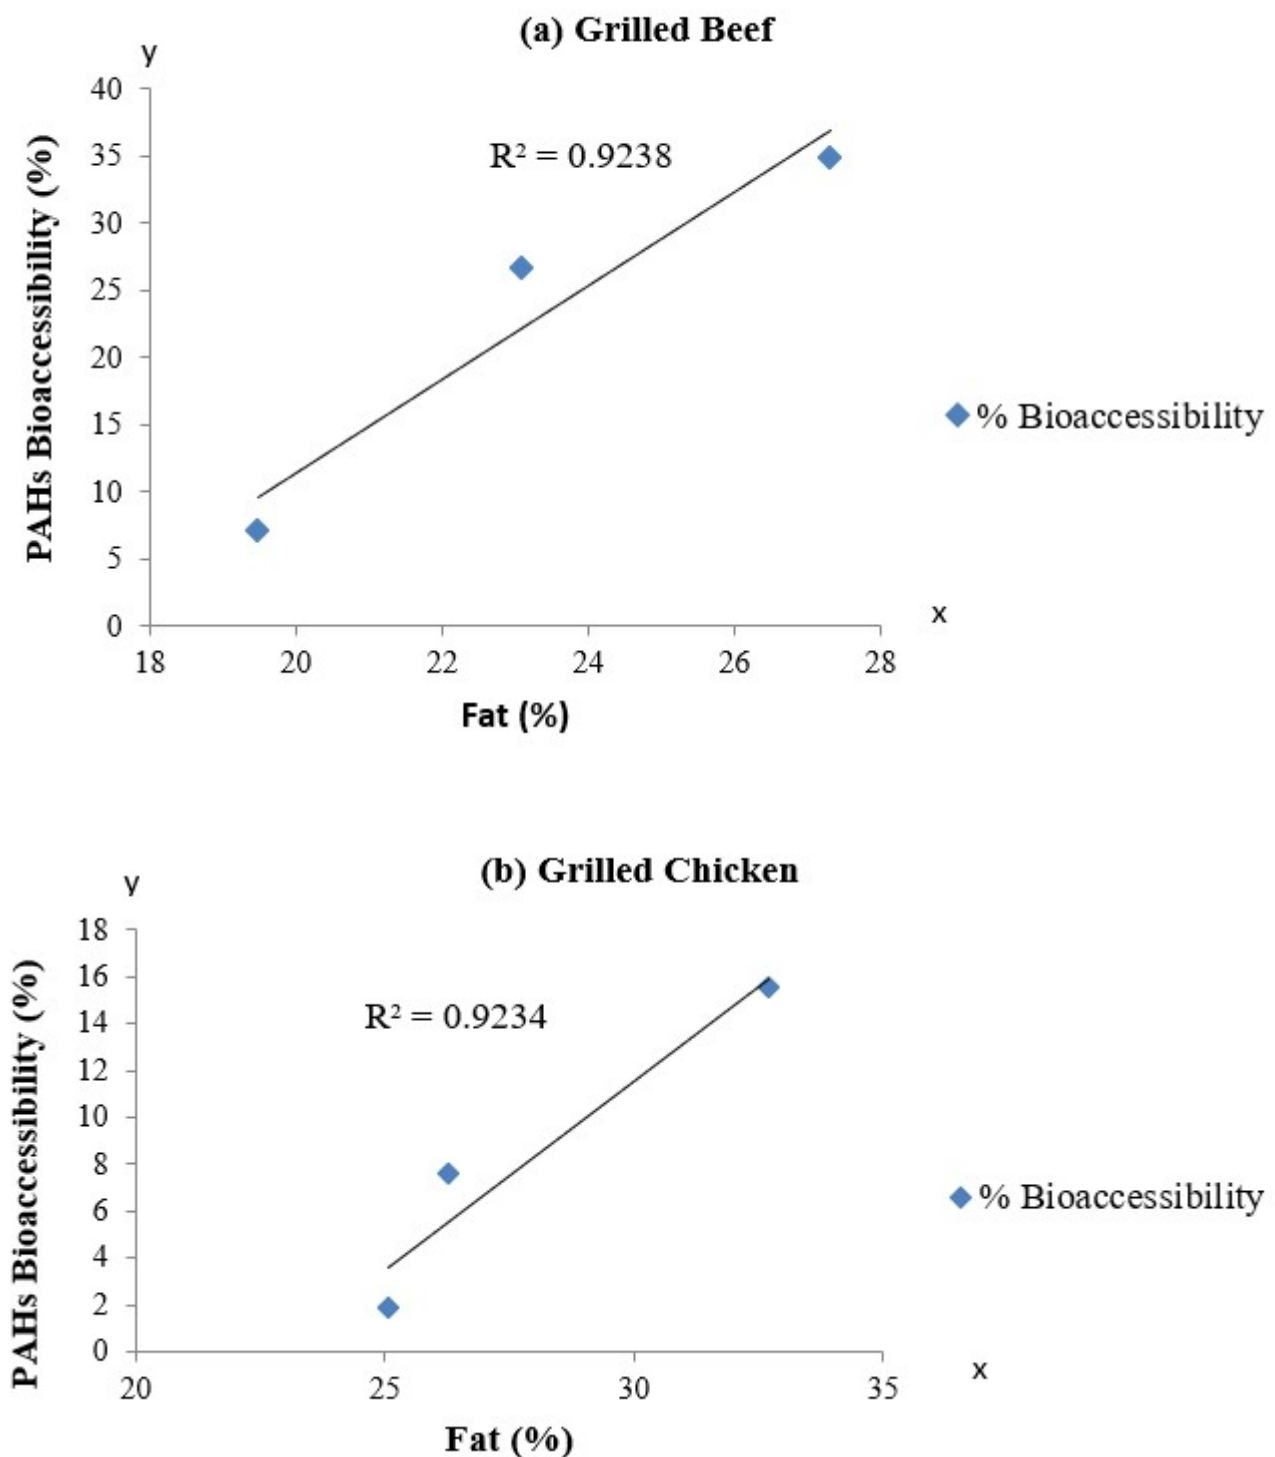 (a) Grilled Beef
y
40
35
30
25
20
15
10
5
0
PAHs Bioaccessibility (%)
R² = 0.9238
% Bioaccessibility
x
18 20 22 24 26 28
Fat (%)
(b) Grilled Chicken
y
18
16
14
12
10
8
6
4
2
0
PAHs Bioaccessibility (%)
R² = 0.9234
% Bioaccessibility
x
20 25 30 35
Fat (%)